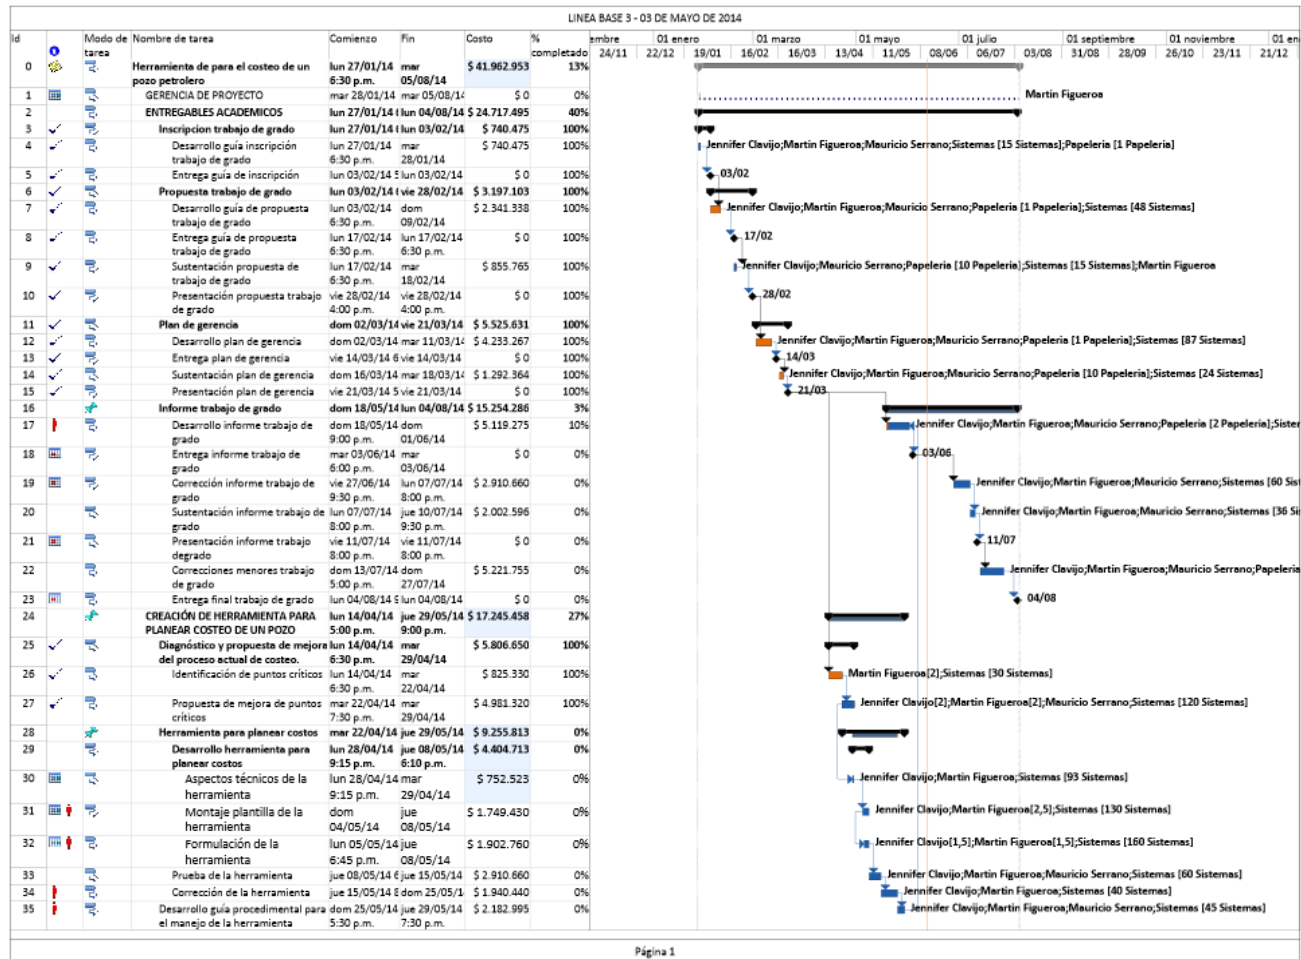 LINEA BASE 3 - 03 DE MAYO DE 2014
Id Modo de tarea Nombre de tarea Comienzo Fin Costo % completado
embre 01 enero 01 marzo 01 mayo 01 julio 01 septiembre 01 noviembre 01 en
24/11 22/12 19/01 16/02 16/03 13/04 11/05 08/06 06/07 03/08 31/08 28/09 26/10 23/11 21/12
0 Herramienta de para el costeo de un lun 27/01/14 mar $ 41.962.953 13%
pozo petrolero 6:30 p.m. 05/08/14
1 GERENCIA DE PROYECTO mar 28/01/14 mar 05/08/14 $ 0 0% Martin Figueroa
2 ENTREGABLES ACADEMICOS lun 27/01/14 lun 04/08/14 $ 24.717.495 40%
3 Inscripcion trabajo de grado lun 27/01/14 lun 03/02/14 $ 740.475 100%
4 Desarrollo guía inscripción lun 27/01/14 mar $ 740.475 100% Jennifer Clavijo;Martin Figueroa;Mauricio Serrano;Sistemas [15 Sistemas];Papeleria [1 Papeleria]
trabajo de grado 6:30 p.m. 28/01/14
5 Entrega guía de inscripción lun 03/02/14 5 lun 03/02/14 $ 0 100% 03/02
6 Propuesta trabajo de grado lun 03/02/14 vie 28/02/14 $ 3.197.103 100%
7 Desarrollo guía de propuesta lun 03/02/14 dom $ 2.341.338 100% Jennifer Clavijo;Martin Figueroa;Mauricio Serrano;Papeleria [1 Papeleria];Sistemas [48 Sistemas]
trabajo de grado 6:30 p.m. 09/02/14
8 Entrega guía de propuesta lun 17/02/14 lun 17/02/14 $ 0 100% 17/02
trabajo de grado 6:30 p.m. 6:30 p.m.
9 Sustentación propuesta de lun 17/02/14 mar $ 855.765 100% Jennifer Clavijo;Mauricio Serrano;Papeleria [10 Papeleria];Sistemas [15 Sistemas];Martin Figueroa
trabajo de grado 6:30 p.m. 18/02/14
10 Presentación propuesta trabajo vie 28/02/14 vie 28/02/14 $ 0 100% 28/02
de grado 4:00 p.m. 4:00 p.m.
11 Plan de gerencia dom 02/03/14 vie 21/03/14 $ 5.525.631 100%
12 Desarrollo plan de gerencia dom 02/03/14 mar 11/03/14 $ 4.233.267 100% Jennifer Clavijo;Martin Figueroa;Mauricio Serrano;Papeleria [1 Papeleria];Sistemas [87 Sistemas]
13 Entrega plan de gerencia vie 14/03/14 6 vie 14/03/14 $ 0 100% 14/03
14 Sustentación plan de gerencia dom 16/03/14 mar 18/03/14 $ 1.292.364 100% Jennifer Clavijo;Martin Figueroa;Mauricio Serrano;Papeleria [10 Papeleria];Sistemas [24 Sistemas]
15 Presentación plan de gerencia vie 21/03/14 5 vie 21/03/14 $ 0 100% 21/03
16 Informe trabajo de grado dom 18/05/14 lun 04/08/14 $ 15.254.286 3%
17 Desarrollo informe trabajo de dom 18/05/14 dom $ 5.119.275 10% Jennifer Clavijo;Martin Figueroa;Mauricio Serrano;Papeleria [2 Papeleria];Sister
grado 9:00 p.m. 01/06/14
18 Entrega informe trabajo de mar 03/06/14 mar $ 0 0% 03/06
grado 6:00 p.m. 03/06/14
19 Corrección informe trabajo de vie 27/06/14 lun 07/07/14 $ 2.910.660 0% Jennifer Clavijo;Martin Figueroa;Mauricio Serrano;Sistemas [60 Sist
grado 9:30 p.m. 8:00 p.m.
20 Sustentación informe trabajo de lun 07/07/14 jue 10/07/14 $ 2.002.596 0% Jennifer Clavijo;Martin Figueroa;Mauricio Serrano;Sistemas [36 Si
grado 8:00 p.m. 9:30 p.m.
21 Presentación informe trabajo vie 11/07/14 vie 11/07/14 $ 0 0% 11/07
degrado 8:00 p.m. 8:00 p.m.
22 Correcciones menores trabajo dom 13/07/14 dom $ 5.221.755 0% Jennifer Clavijo;Martin Figueroa;Mauricio Serrano;Papeleria
de grado 5:00 p.m. 27/07/14
23 Entrega final trabajo de grado lun 04/08/14 9 lun 04/08/14 $ 0 0% 04/08
24 CREACIÓN DE HERRAMIENTA PARA lun 14/04/14 jue 29/05/14 $ 17.245.458 27%
PLANEAR COSTEO DE UN POZO 5:00 p.m. 9:00 p.m.
25 Diagnóstico y propuesta de mejora lun 14/04/14 mar $ 5.806.650 100%
del proceso actual de costeo. 6:30 p.m. 29/04/14
26 Identificación de puntos críticos lun 14/04/14 mar $ 825.330 100% Martin Figueroa[2];Sistemas [30 Sistemas]
6:30 p.m. 22/04/14
27 Propuesta de mejora de puntos mar 22/04/14 mar $ 4.981.320 100% Jennifer Clavijo[2];Martin Figueroa[2];Mauricio Serrano;Sistemas [120 Sistemas]
críticos 7:30 p.m. 29/04/14
28 Herramienta para planear costos mar 22/04/14 jue 29/05/14 $ 9.255.813 0%
29 Desarrollo herramienta para lun 28/04/14 jue 08/05/14 $ 4.404.713 0%
planear costos 9:15 p.m. 6:10 p.m.
30 Aspectos técnicos de la lun 28/04/14 mar $ 752.523 0% Jennifer Clavijo;Martin Figueroa;Sistemas [93 Sistemas]
herramienta 9:15 p.m. 29/04/14
31 Montaje plantilla de la dom jue $ 1.749.430 0% Jennifer Clavijo;Martin Figueroa[2,5];Sistemas [130 Sistemas]
herramienta 04/05/14 08/05/14
32 Formulación de la lun 05/05/14 jue $ 1.902.760 0% Jennifer Clavijo[1,5];Martin Figueroa[1,5];Sistemas [160 Sistemas]
herramienta 6:45 p.m. 08/05/14
33 Prueba de la herramienta jue 08/05/14 6 jue 15/05/14 $ 2.910.660 0% Jennifer Clavijo;Martin Figueroa;Mauricio Serrano;Sistemas [60 Sistemas]
34 Corrección de la herramienta jue 15/05/14 8 dom 25/05/1 $ 1.940.440 0% Jennifer Clavijo;Martin Figueroa;Sistemas [40 Sistemas]
35 Desarrollo guía procedimental para dom 25/05/14 jue 29/05/14 $ 2.182.995 0% Jennifer Clavijo;Martin Figueroa;Mauricio Serrano;Sistemas [45 Sistemas]
el manejo de la herramienta 5:30 p.m. 7:30 p.m.
Página 1